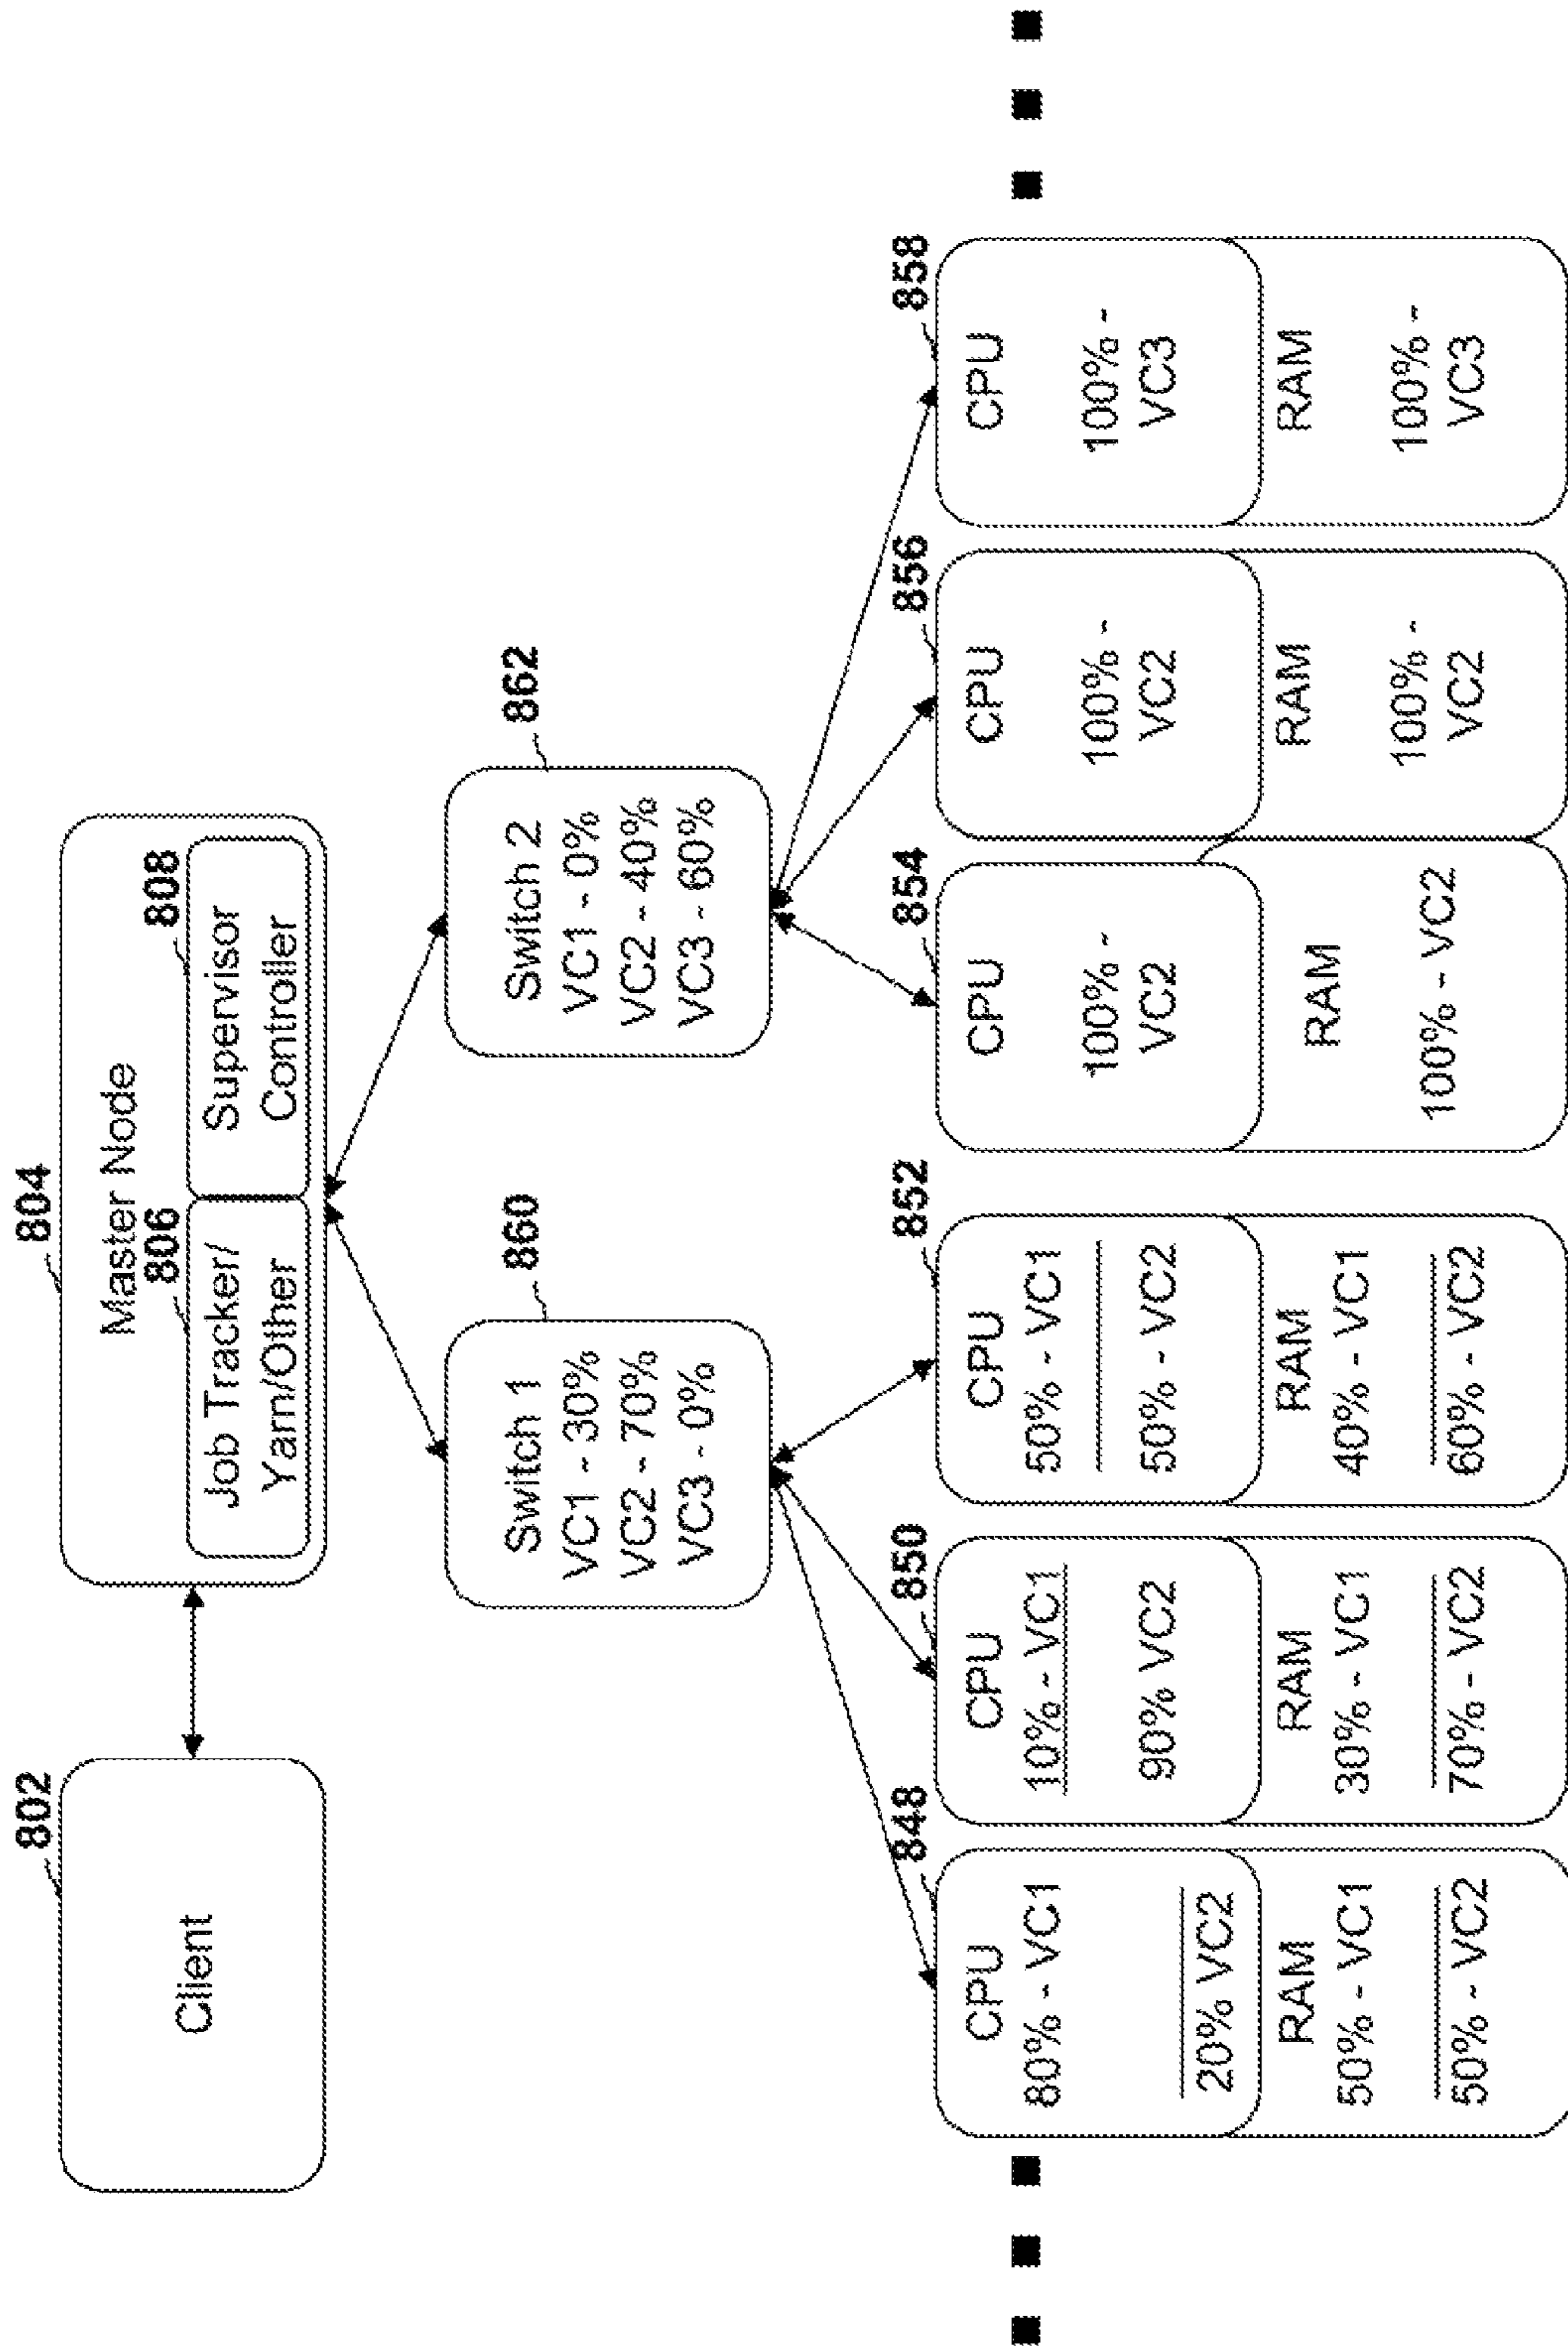 802
Client
804
Master Node
806
Job Tracker/
Yarn/Other
808
Supervisor
Controller
860
Switch 1
VC1 - 30%
VC2 - 70%
VC3 - 0%
862
Switch 2
VC1 - 0%
VC2 - 40%
VC3 - 60%
848
CPU
80% - VC1
20% VC2
RAM
50% - VC1
50% - VC2
850
CPU
10% - VC1
90% VC2
RAM
30% - VC1
70% - VC2
852
CPU
50% - VC1
50% - VC2
RAM
40% - VC1
60% - VC2
854
CPU
100% -
VC2
RAM
100% - VC2
856
CPU
100% -
VC2
RAM
100% -
VC2
858
CPU
100% -
VC3
RAM
100% -
VC3